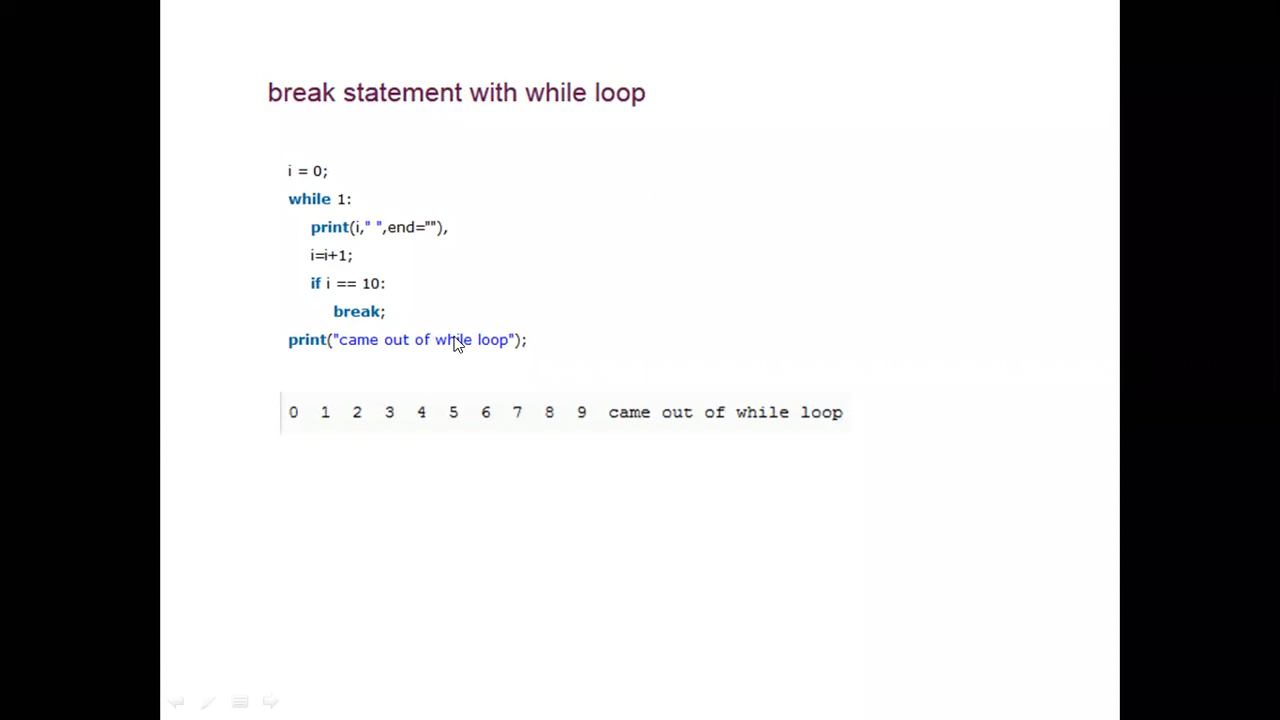 break statement with while loop
i = 0;
while 1:
print(i," ",end=""),
i=i+1;
if i == 10:
break;
print("came out of while loop");
0 1 2 3 4 5 6 7 8 9 came out of while loop